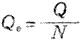 Qₑ = Q / N